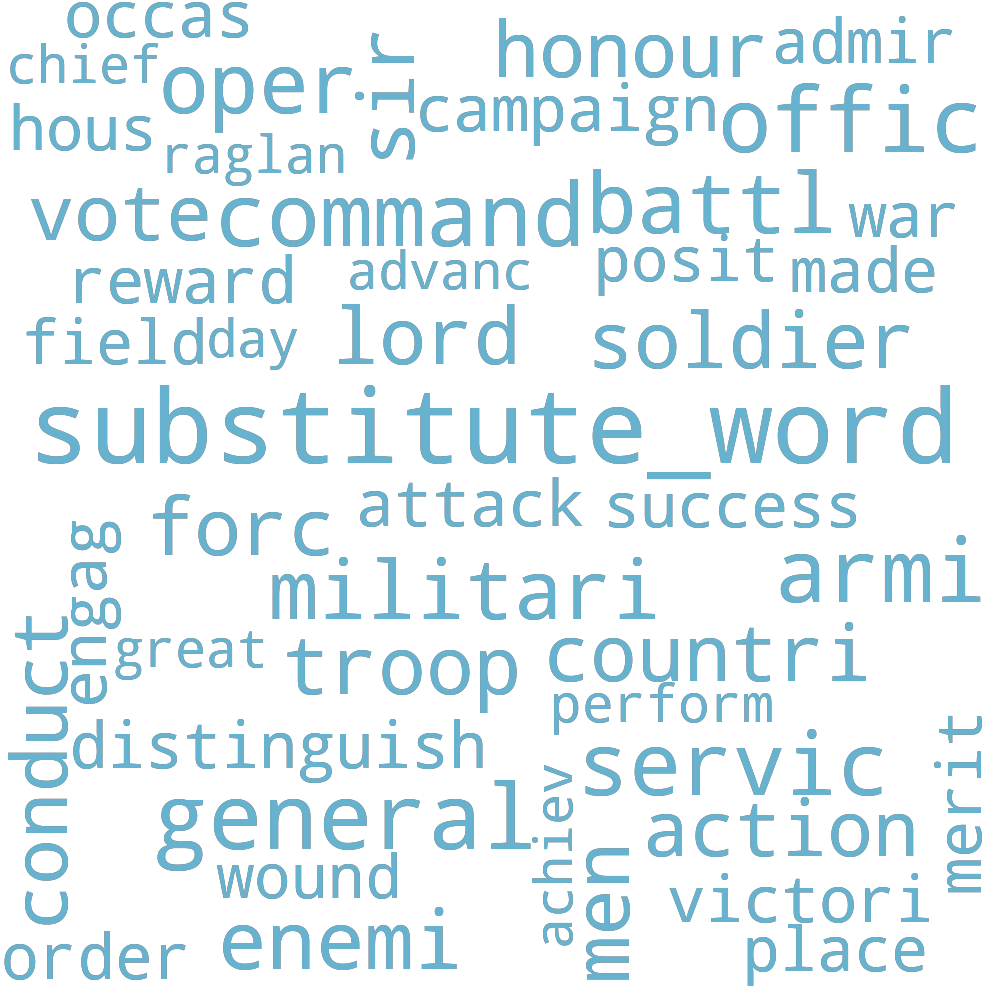 occas
chief
oper
sir
honour
admir
hous
raglan
campaign
offic
vote
command
battl
war
reward
advanc
posit
made
field
day
lord
soldier
substitute_word
forc
attack
success
engag
militari
armi
conduct
great
troop
countri
perform
distinguish
servic
merit
general
achiev
action
wound
men
victori
order
enemi
place